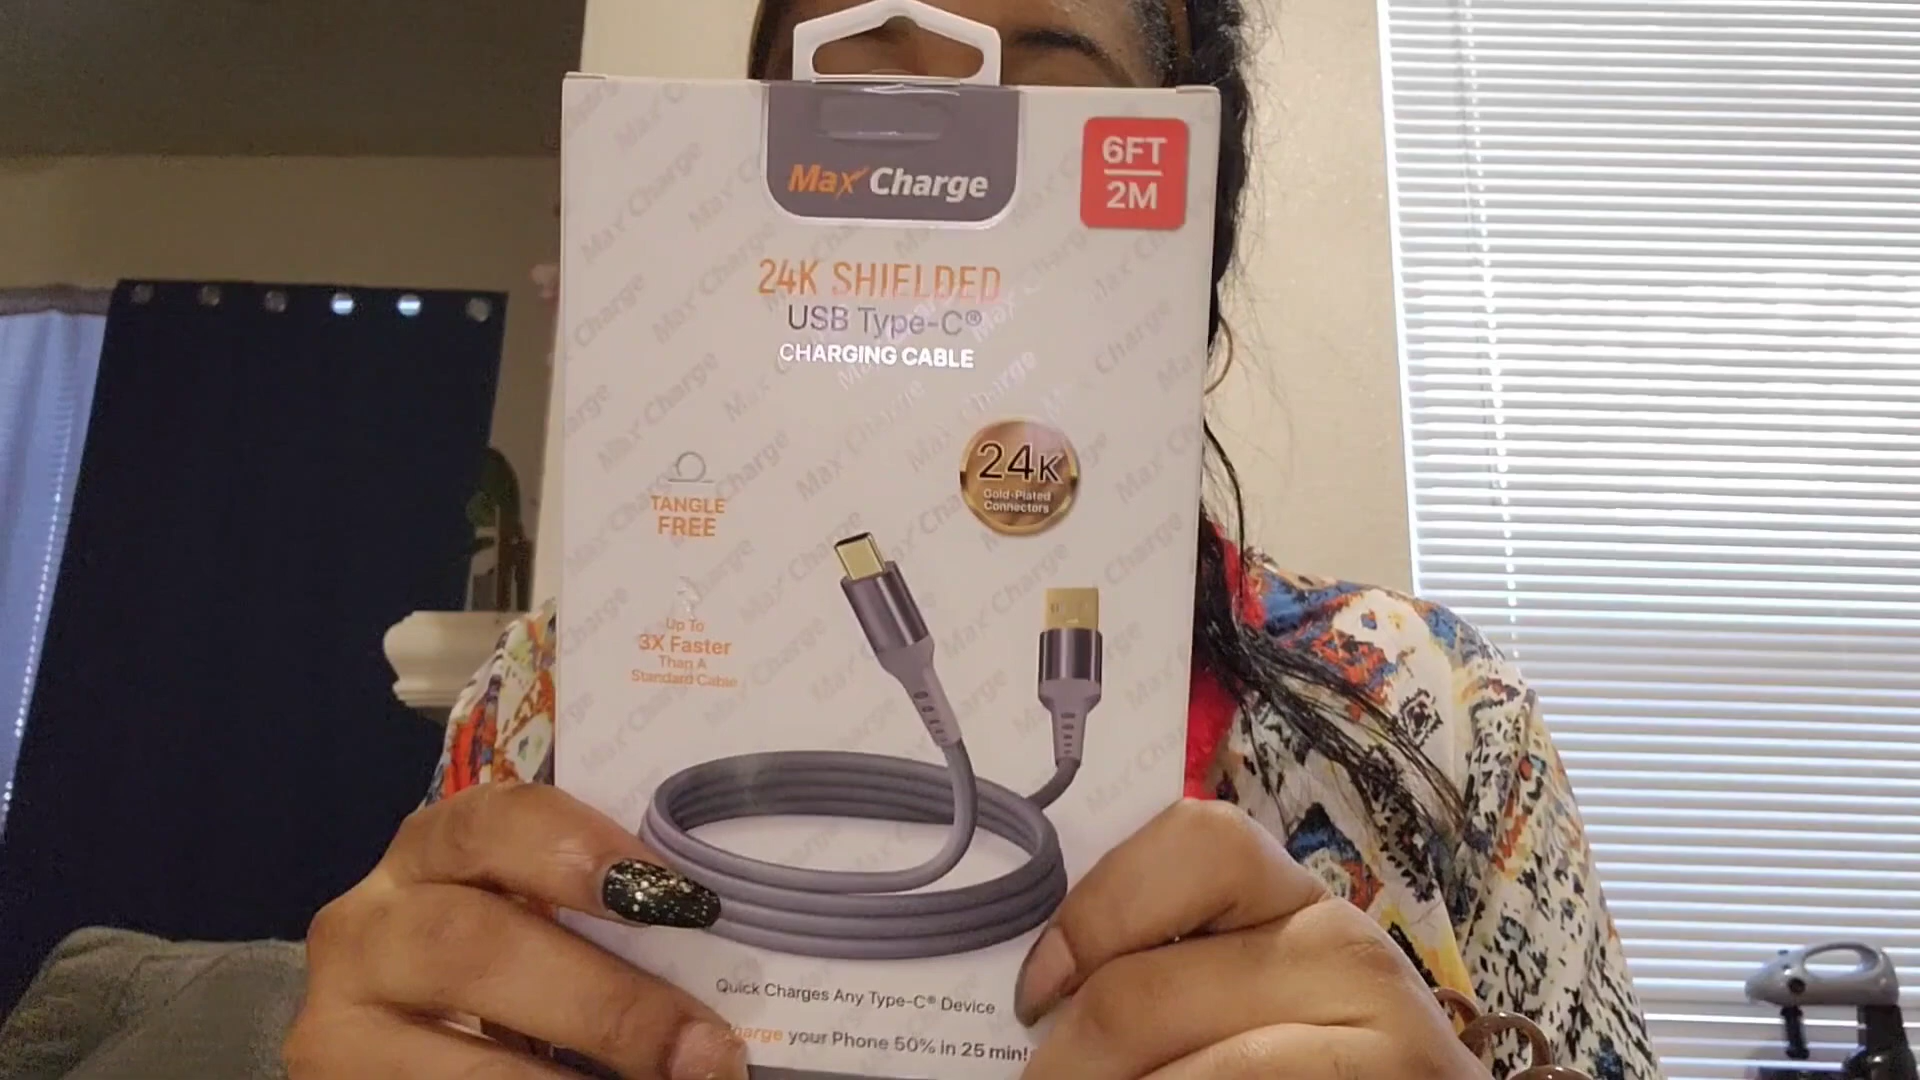 Max Charge
6FT
2M
24K SHIELDED
USB Type-C®
CHARGING CABLE
24K
Gold-Plated
Connectors
TANGLE
FREE
Up To
3X Faster
Than A
Standard Cable
Quick Charges Any Type-C® Device
your Phone 50% in 25 min!